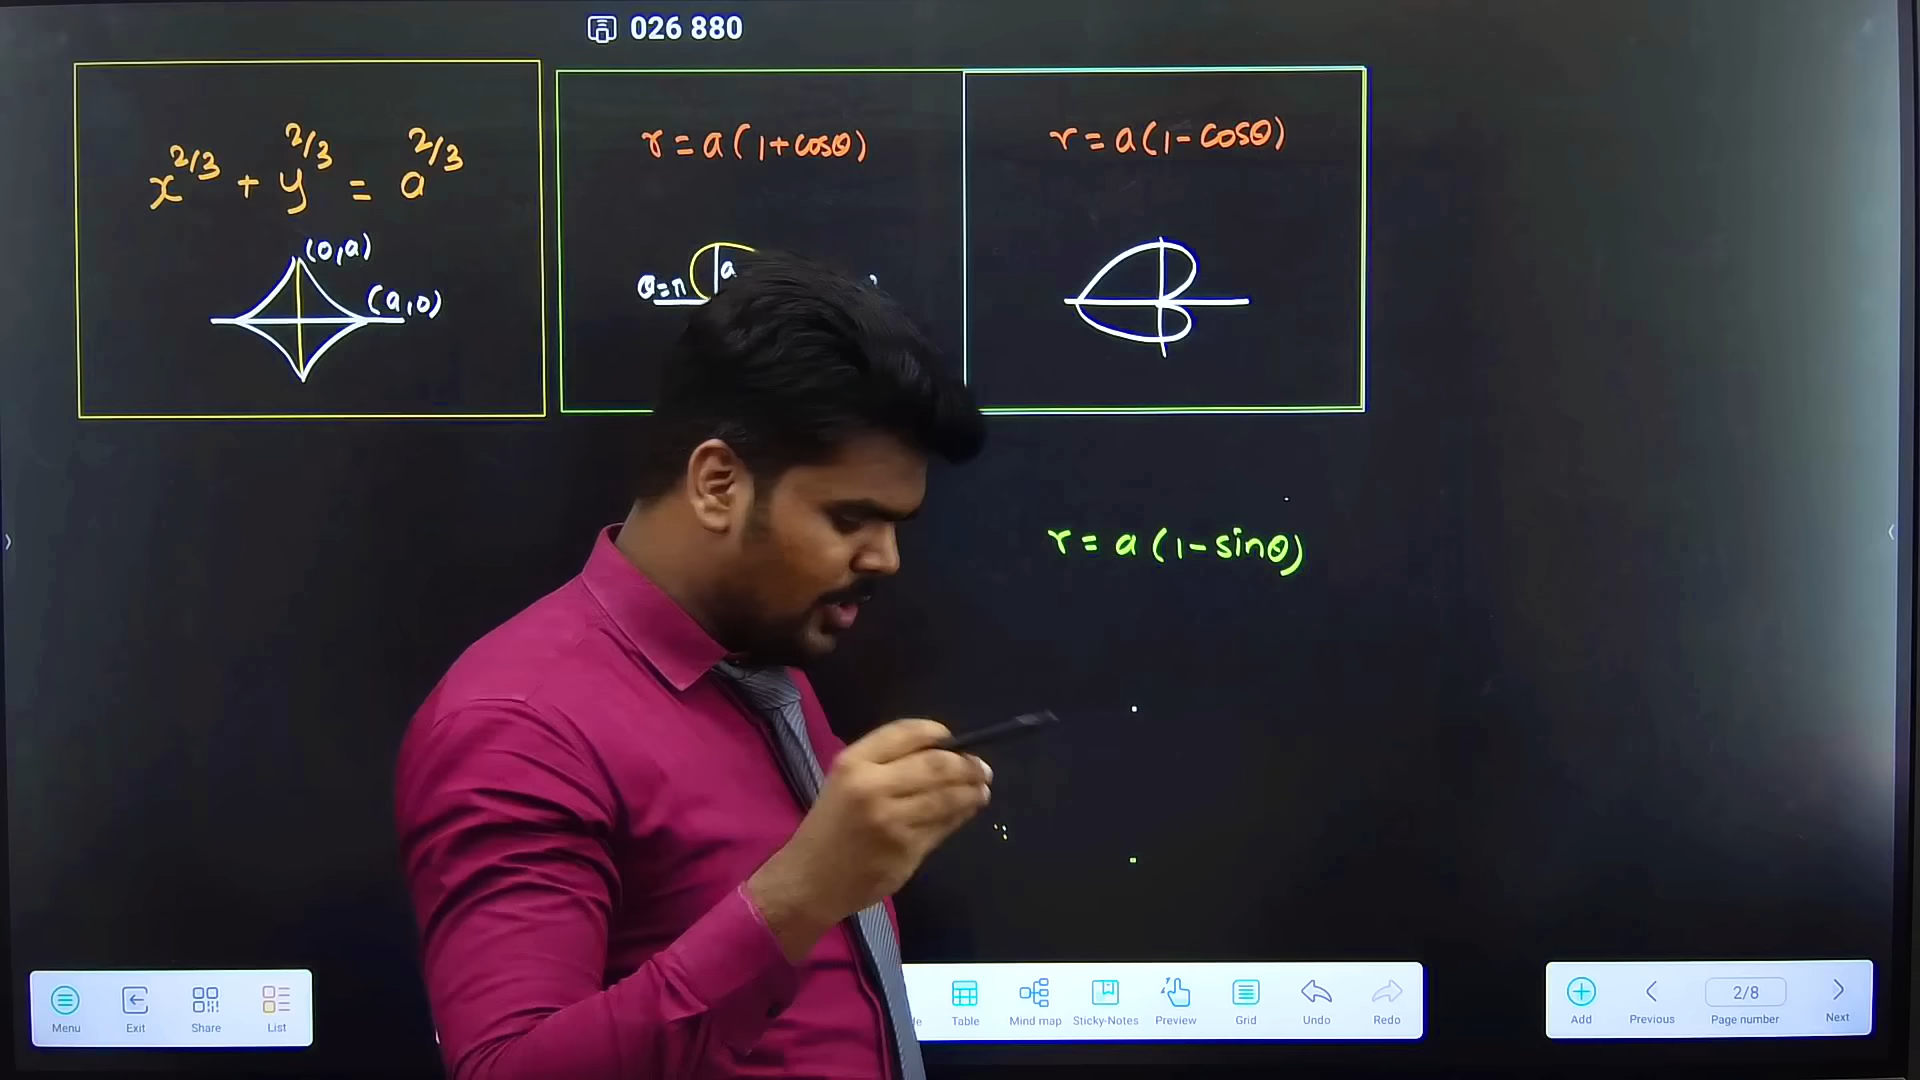 026 880
x^{2/3} + y^{2/3} = a^{2/3}
(0,a)
(a,0)
r = a(1+cosθ)
a
θ=π
r = a(1-cosθ)
r = a(1-sinθ)
Menu
Exit
Share
List
Table
Mind map
Sticky-Notes
Preview
Grid
Undo
Redo
Add
Previous
2/8
Page number
Next